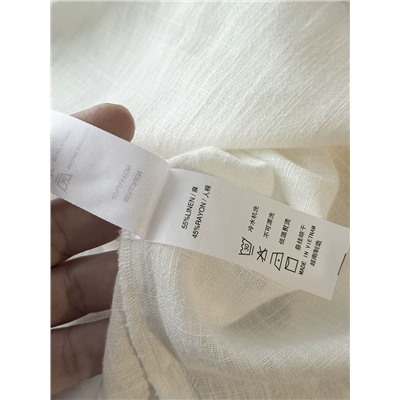 55%LINEN / 麻
45%RAYON / 人棉
冷水机洗
不可漂洗
低温熨烫
悬挂晾干
30
MADE IN VIETNAM
越南制造